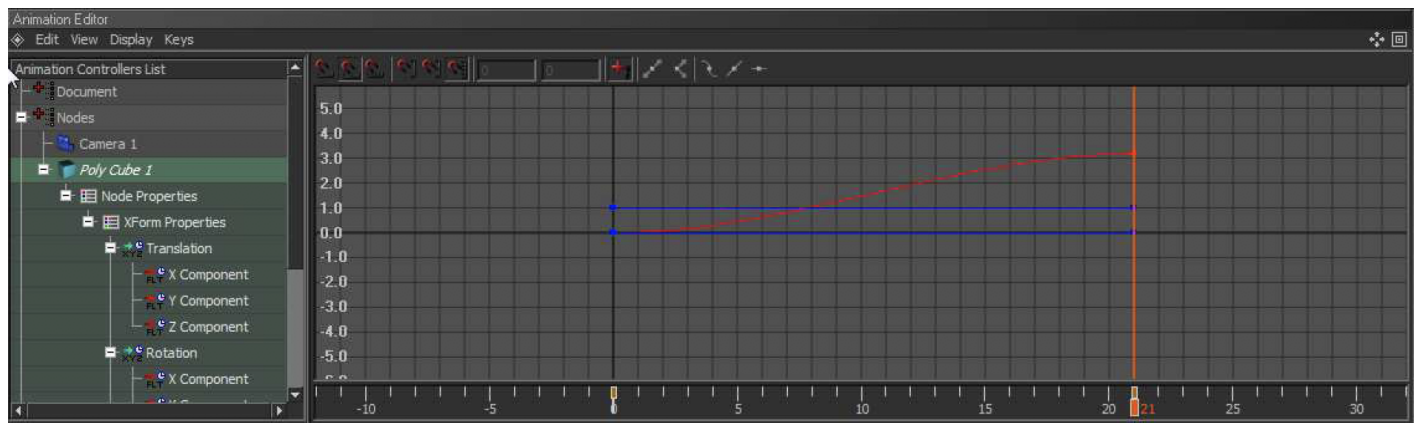 Animation Editor
Edit View Display Keys
Animation Controllers List
Document
Nodes
Camera 1
Poly Cube 1
Node Properties
XForm Properties
Translation
X Component
Y Component
Z Component
Rotation
X Component
0 0
5.0
4.0
3.0
2.0
1.0
0.0
-1.0
-2.0
-3.0
-4.0
-5.0
-10 -5 0 5 10 15 20 21 25 30